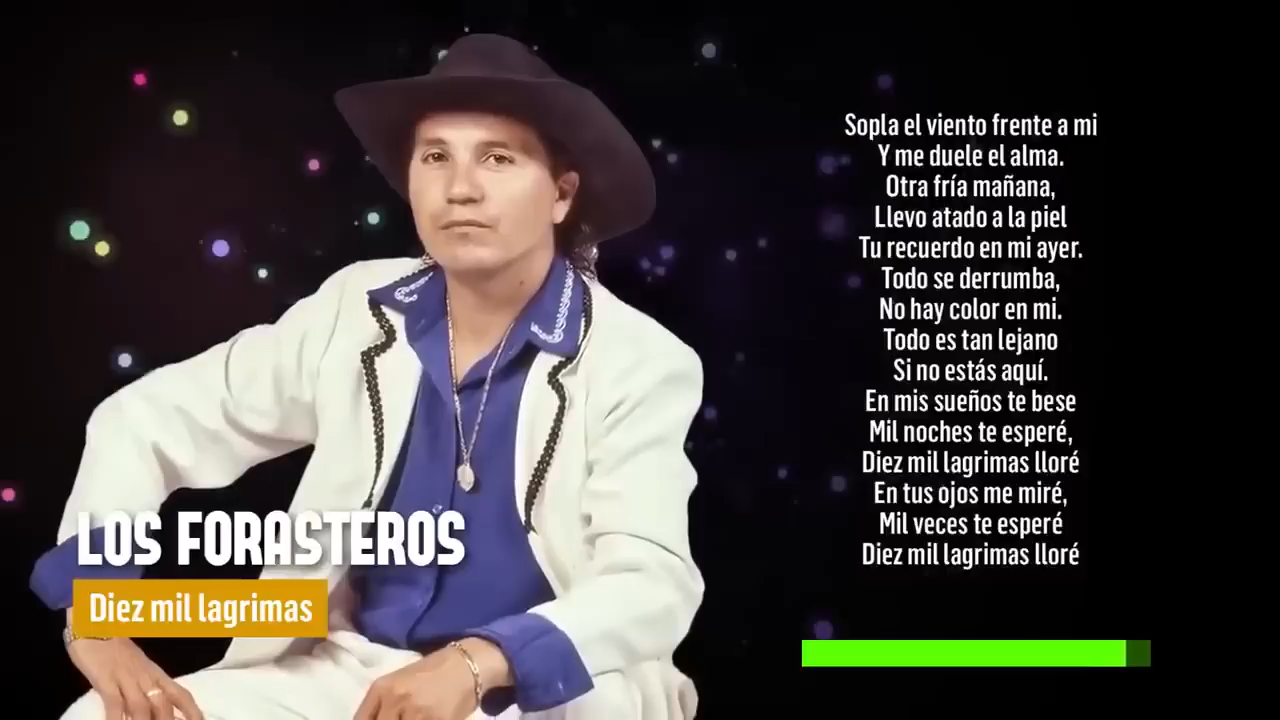 LOS FORASTEROS
Diez mil lagrimas
Sopla el viento frente a mi
Y me duele el alma.
Otra fría mañana,
Llevo atado a la piel
Tu recuerdo en mi ayer.
Todo se derrumba,
No hay color en mi.
Todo es tan lejano
Si no estás aquí.
En mis sueños te bese
Mil noches te esperé,
Diez mil lagrimas lloré
En tus ojos me miré,
Mil veces te esperé
Diez mil lagrimas lloré